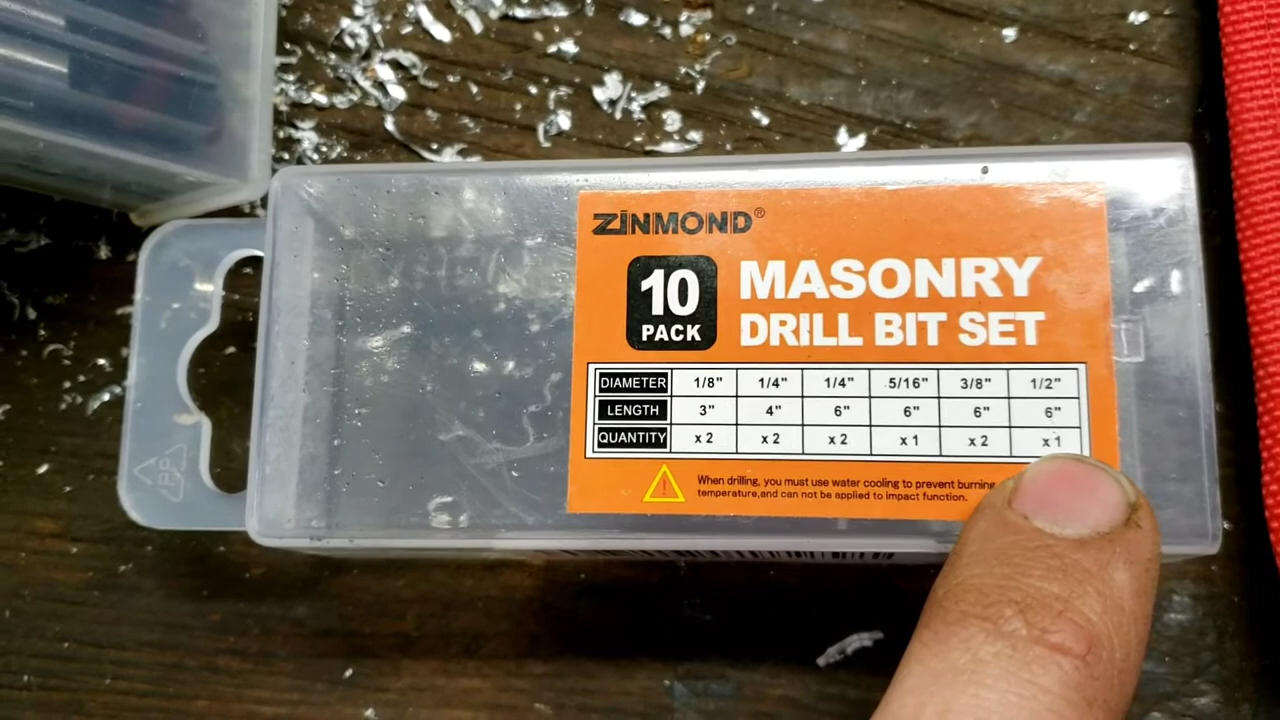 ZINMOND®
10
PACK
MASONRY
DRILL BIT SET
DIAMETER 1/8" 1/4" 1/4" 5/16" 3/8" 1/2"
LENGTH 3" 4" 6" 6" 6" 6"
QUANTITY x 2 x 2 x 2 x 1 x 2 x 1
When drilling, you must use water cooling to prevent burning
temperature,and can not be applied to impact function.
PP